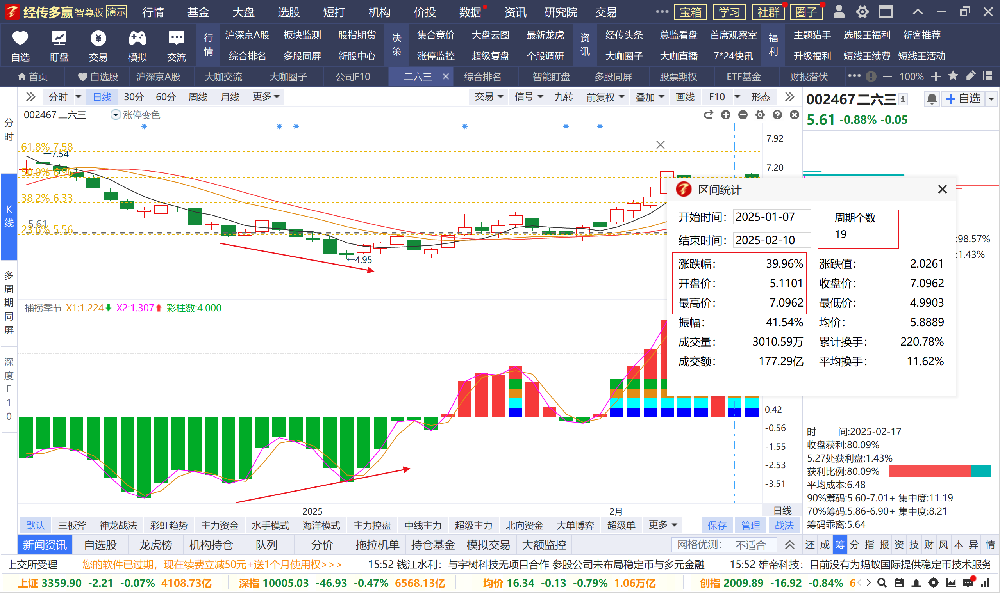 经传多赢 智尊版 演示 行情 基金 大盘 选股 短打 机构 价投 数据 资讯 研究院 交易 宝箱 学习 社群 圈子
自选 盯盘 交易 模拟 交流
行情 沪深京A股 板块监测 股指期货 决策 集合竞价 大盘云图 最新龙虎 资讯 经传头条 总监看盘 首席观察室 福利 主题猎手 选股王福利 新客推荐
综合排名 多股同屏 新股中心 涨停监控 超级复盘 个股调研 大咖圈子 大咖直播 7*24快讯 升级福利 短线王续费 短线王活动
首页 自选股 沪深京A股 大咖交流 大咖圈子 公司F10 二六三 综合排名 智能盯盘 多股同屏 股票期权 ETF基金 财报潜伏 100%
分时 日线 30分 60分 周线 月线 更多 交易 信号 九转 前复权 叠加 画线 F10 形态
002467二六三 自选
5.61 -0.88% -0.05
分时
K线
多周期同屏
深度F10
002467 二六三 涨停变色
7.92
61.8% 7.58
7.54
7.20
50.0% 6.96
38.2% 6.33
5.61
23.6% 5.56
4.95
区间统计
开始时间: 2025-01-07 周期个数
19
结束时间: 2025-02-10
:98.57%
:1.43%
涨跌幅: 39.96% 涨跌值: 2.0261
开盘价: 5.1101 收盘价: 7.0962
最高价: 7.0962 最低价: 4.9903
振幅: 41.54% 均价: 5.8889
成交量: 3010.59万 累计换手: 220.78%
成交额: 177.29亿 平均换手: 11.62%
捕捞季节 X1:1.224 X2:1.307 彩柱数:4.000
0.42
-0.56
-1.55
-2.53
-3.51
时 间:2025-02-17
收盘获利:80.09%
5.27处获利盘:1.43%
获利比例:80.09%
平均成本:6.48
90%筹码:5.60-7.01+ 集中度:11.19
70%筹码:5.86-6.90+ 集中度:8.21
筹码乖离:5.64
2025 2月 日线
默认 三板斧 神龙战法 彩虹趋势 主力资金 水手模式 海洋模式 主力控盘 中线主力 超级主力 北向资金 大单博弈 超级单 更多 保存 管理 战法
新闻资讯 自选股 龙虎榜 机构持仓 队列 分价 拖拉机单 持仓基金 模拟交易 大额监控 网格优测: 不适合 还 成 筹 分 指 报 资 技 财 风 本 异 情
上交所受理 您的软件已过期，现在续费立减50元+送1个月使用权>>> 15:52 钱江水利：与宇树科技无项目合作 参股公司未布局稳定币与多元金融 15:52 雄帝科技：目前没有为蚂蚁国际提供稳定币技术服务
上证 3359.90 -2.21 -0.07% 4108.73亿 深指 10005.03 -46.93 -0.47% 6568.13亿 均价 16.34 -0.13 -0.79% 1.06万亿 创指 2009.89 -16.92 -0.84% 6